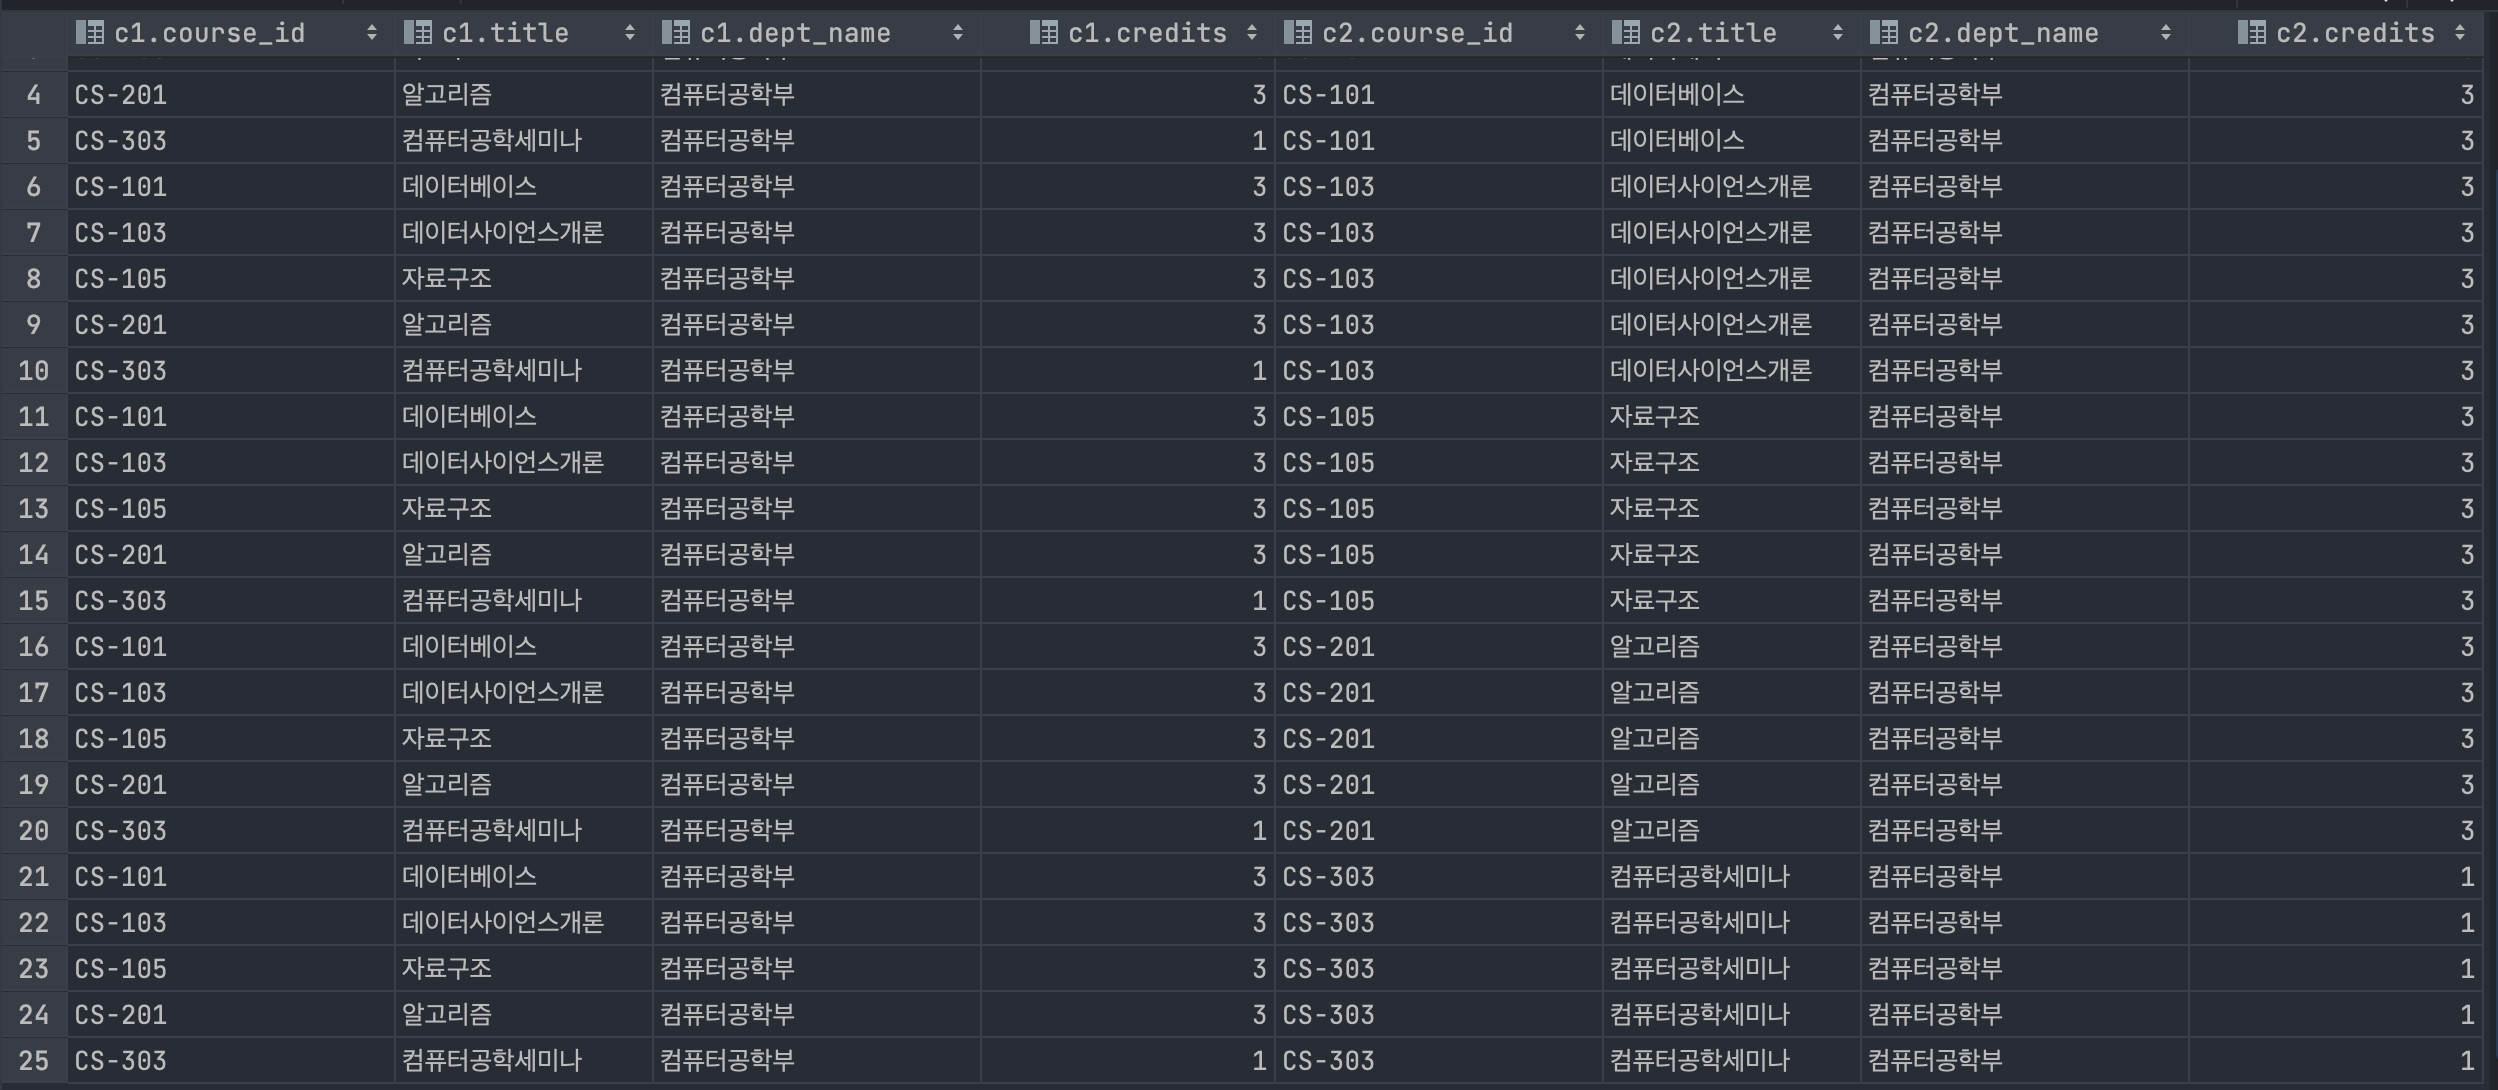 c1.course_id c1.title c1.dept_name c1.credits c2.course_id c2.title c2.dept_name c2.credits
4 CS-201 알고리즘 컴퓨터공학부 3 CS-101 데이터베이스 컴퓨터공학부 3
5 CS-303 컴퓨터공학세미나 컴퓨터공학부 1 CS-101 데이터베이스 컴퓨터공학부 3
6 CS-101 데이터베이스 컴퓨터공학부 3 CS-103 데이터사이언스개론 컴퓨터공학부 3
7 CS-103 데이터사이언스개론 컴퓨터공학부 3 CS-103 데이터사이언스개론 컴퓨터공학부 3
8 CS-105 자료구조 컴퓨터공학부 3 CS-103 데이터사이언스개론 컴퓨터공학부 3
9 CS-201 알고리즘 컴퓨터공학부 3 CS-103 데이터사이언스개론 컴퓨터공학부 3
10 CS-303 컴퓨터공학세미나 컴퓨터공학부 1 CS-103 데이터사이언스개론 컴퓨터공학부 3
11 CS-101 데이터베이스 컴퓨터공학부 3 CS-105 자료구조 컴퓨터공학부 3
12 CS-103 데이터사이언스개론 컴퓨터공학부 3 CS-105 자료구조 컴퓨터공학부 3
13 CS-105 자료구조 컴퓨터공학부 3 CS-105 자료구조 컴퓨터공학부 3
14 CS-201 알고리즘 컴퓨터공학부 3 CS-105 자료구조 컴퓨터공학부 3
15 CS-303 컴퓨터공학세미나 컴퓨터공학부 1 CS-105 자료구조 컴퓨터공학부 3
16 CS-101 데이터베이스 컴퓨터공학부 3 CS-201 알고리즘 컴퓨터공학부 3
17 CS-103 데이터사이언스개론 컴퓨터공학부 3 CS-201 알고리즘 컴퓨터공학부 3
18 CS-105 자료구조 컴퓨터공학부 3 CS-201 알고리즘 컴퓨터공학부 3
19 CS-201 알고리즘 컴퓨터공학부 3 CS-201 알고리즘 컴퓨터공학부 3
20 CS-303 컴퓨터공학세미나 컴퓨터공학부 1 CS-201 알고리즘 컴퓨터공학부 3
21 CS-101 데이터베이스 컴퓨터공학부 3 CS-303 컴퓨터공학세미나 컴퓨터공학부 1
22 CS-103 데이터사이언스개론 컴퓨터공학부 3 CS-303 컴퓨터공학세미나 컴퓨터공학부 1
23 CS-105 자료구조 컴퓨터공학부 3 CS-303 컴퓨터공학세미나 컴퓨터공학부 1
24 CS-201 알고리즘 컴퓨터공학부 3 CS-303 컴퓨터공학세미나 컴퓨터공학부 1
25 CS-303 컴퓨터공학세미나 컴퓨터공학부 1 CS-303 컴퓨터공학세미나 컴퓨터공학부 1